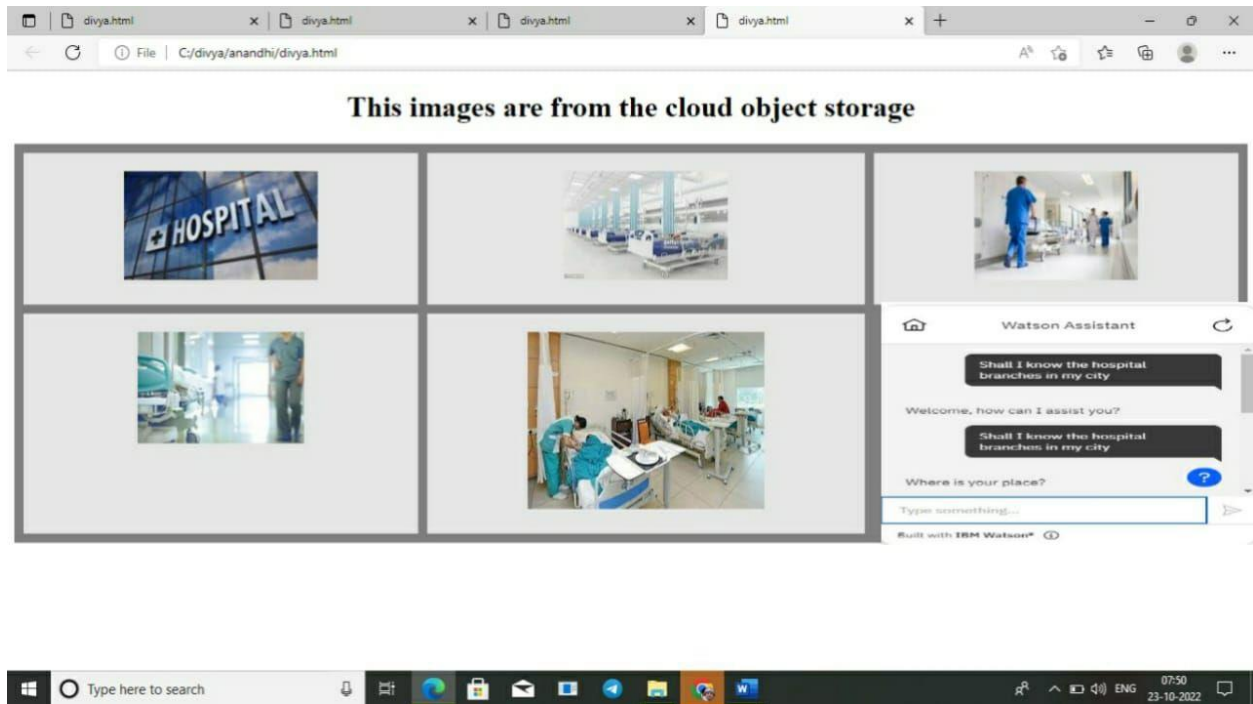 divya.html
divya.html
divya.html
divya.html
File | C:/divya/anandhi/divya.html
This images are from the cloud object storage
HOSPITAL
Watson Assistant
Shall I know the hospital
branches in my city
Welcome, how can I assist you?
Shall I know the hospital
branches in my city
Where is your place?
?
Type something...
Built with IBM Watson®
Type here to search
ENG
07:50
23-10-2022